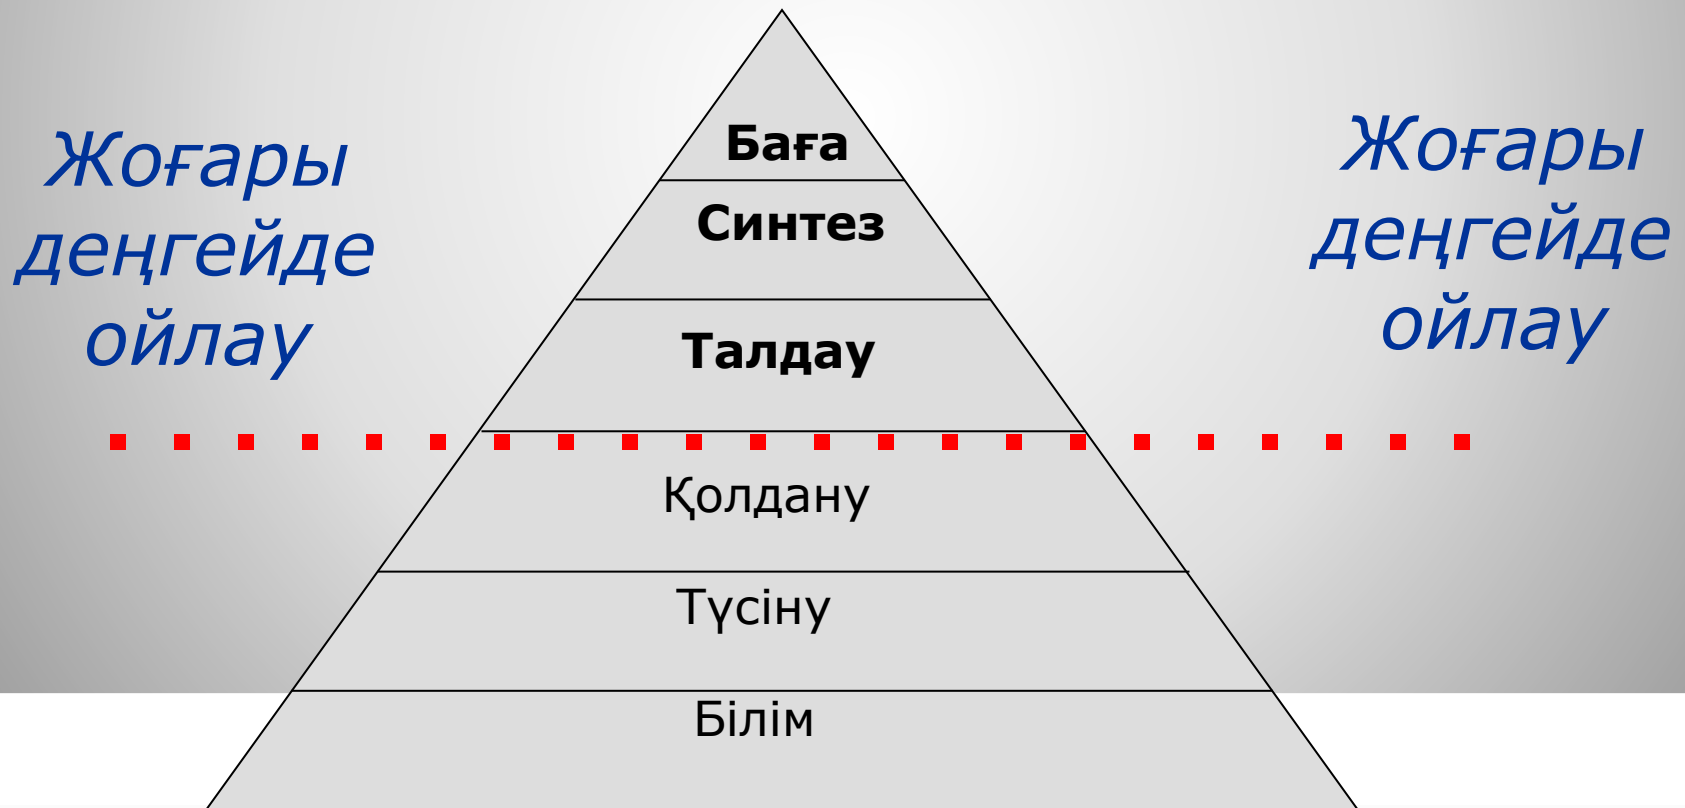 Жоғары
деңгейде
ойлау
Баға
Синтез
Талдау
Қолдану
Түсіну
Білім
Жоғары
деңгейде
ойлау